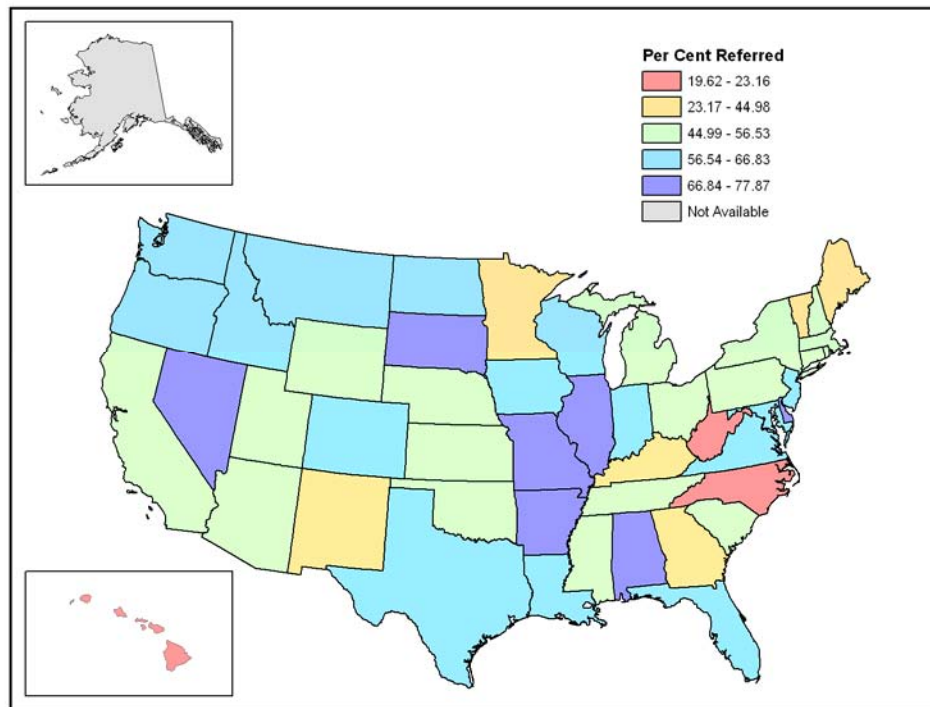 Per Cent Referred
19.62 - 23.16
23.17 - 44.98
44.99 - 56.53
56.54 - 66.83
66.84 - 77.87
Not Available